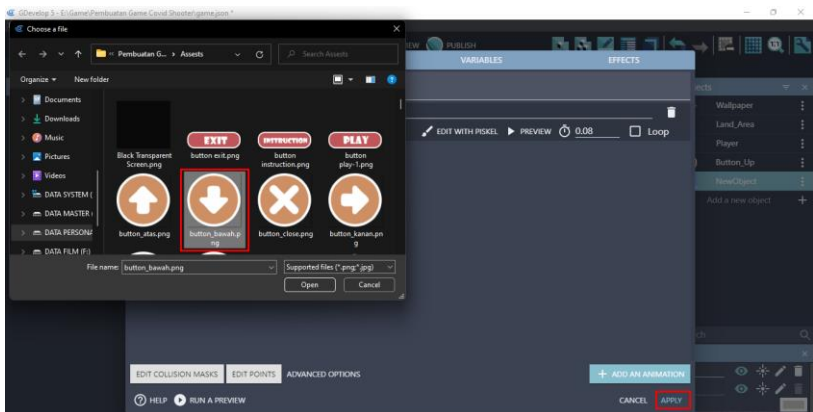 GDevelop 5 - E:\Game\Pembuatan Game Covid Shooter\game.json *
Choose a file
Pembuatan G... > Assests
Search Assests
PUBLISH
Organize
New folder
VARIABLES
EFFECTS
Documents
Downloads
Music
Pictures
Videos
DATA SYSTEM (
DATA MASTER (
DATA PERSONA
DATA FILM (F:)
Black Transparent
Screen.png
EXIT
button exit.png
INSTRUCTION
button
instruction.png
PLAY
button
play-1.png
button_atas.png
button_bawah.p
ng
button_close.png
button_kanan.pn
g
File name: button_bawah.png
Supported files (*.png;*.jpg)
Open
Cancel
EDIT WITH PISKEL
PREVIEW
0.08
Loop
Wallpaper
Land_Area
Player
Button_Up
NewObject
Add a new object
EDIT COLLISION MASKS
EDIT POINTS
ADVANCED OPTIONS
+ ADD AN ANIMATION
HELP
RUN A PREVIEW
CANCEL
APPLY